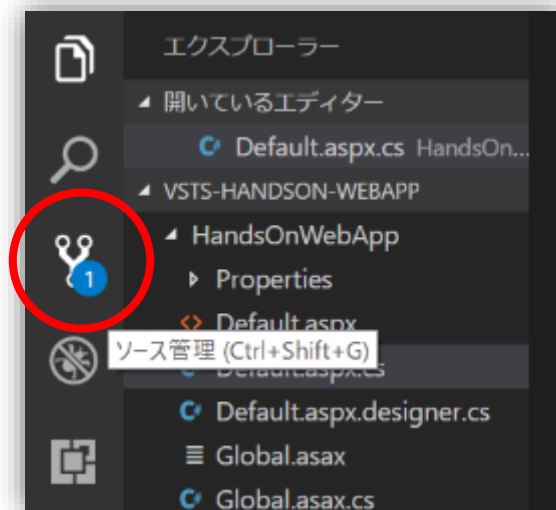 エクスプローラー
開いているエディター
Default.aspx.cs HandsOn...
VSTS-HANDSON-WEBAPP
HandsOnWebApp
1
Properties
Default.aspx
ソース管理 (Ctrl+Shift+G)
Default.aspx.cs
Default.aspx.designer.cs
Global.asax
Global.asax.cs